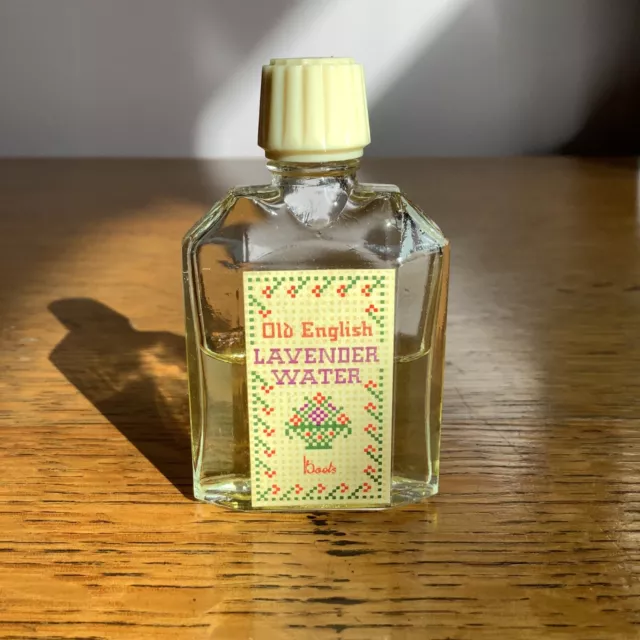 Old English
LAVENDER
WATER
Boots